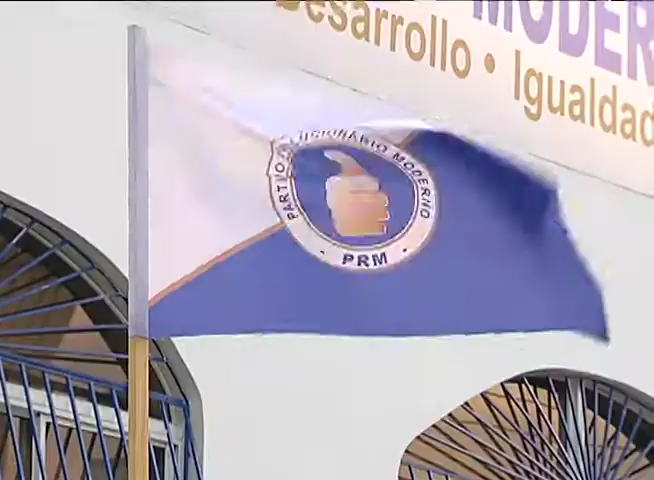 MODER
Desarrollo • Igualdad
PARTIDO REVOLUCIONARIO MODERNO
• PRM •